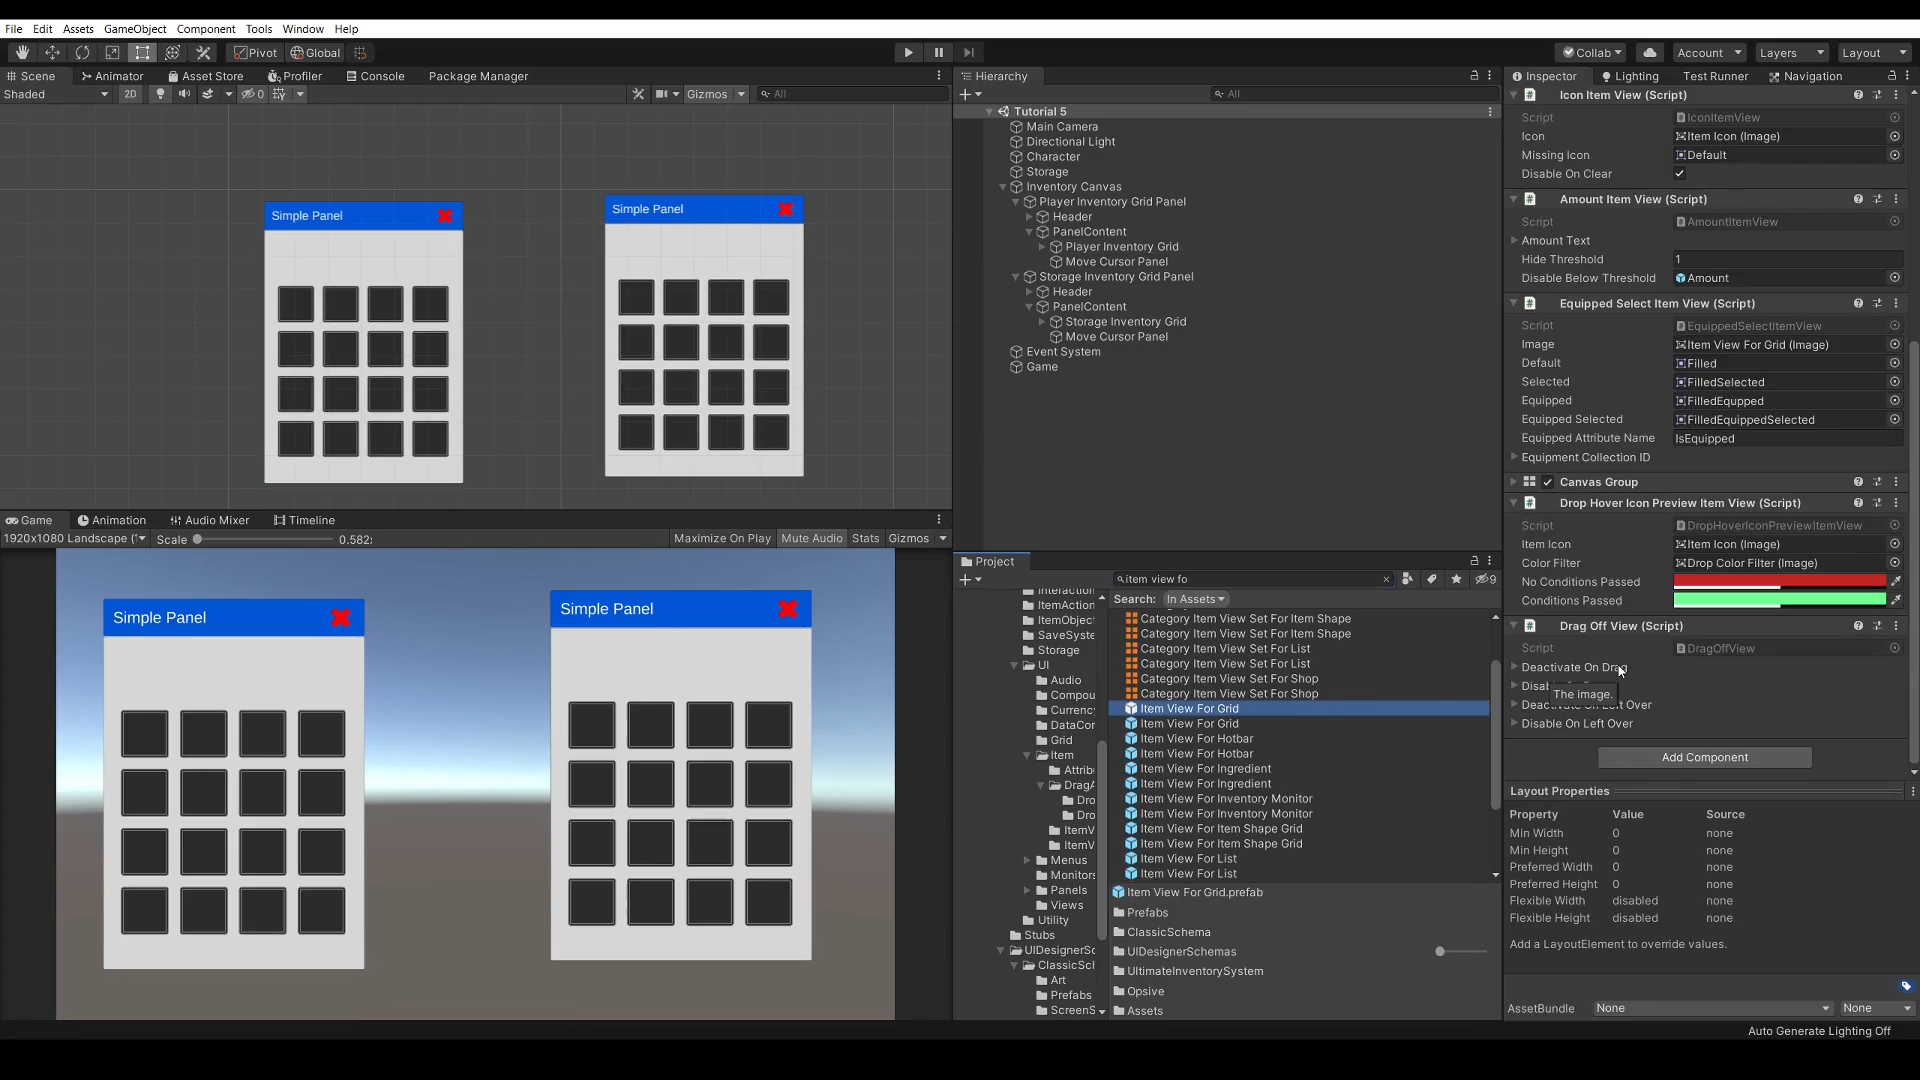 File Edit Assets GameObject Component Tools Window Help
Pivot Global Collab Account Layers Layout
Scene Animator Asset Store Profiler Console Package Manager
Shaded 2D 0 Gizmos All
Simple Panel
Simple Panel
Game Animation Audio Mixer Timeline
1920x1080 Landscape (1 Scale 0.582: Maximize On Play Mute Audio Stats Gizmos
Simple Panel
Simple Panel
Hierarchy
All
Tutorial 5
Main Camera
Directional Light
Character
Storage
Inventory Canvas
Player Inventory Grid Panel
Header
PanelContent
Player Inventory Grid
Move Cursor Panel
Storage Inventory Grid Panel
Header
PanelContent
Storage Inventory Grid
Move Cursor Panel
Event System
Game
Project
item view fo 9
Interaction
ItemAction
ItemObjec
SaveSyste
Storage
UI
Audio
Compou
Currenc
DataCor
Grid
Item
Attribu
DragA
Dro
Dro
ItemV
ItemV
Menus
Monitors
Panels
Views
Utility
Stubs
UIDesignerSc
ClassicScl
Art
Prefabs
ScreenS
Search: In Assets
Category Item View Set For Item Shape
Category Item View Set For Item Shape
Category Item View Set For List
Category Item View Set For List
Category Item View Set For Shop
Category Item View Set For Shop
Item View For Grid
Item View For Grid
Item View For Hotbar
Item View For Hotbar
Item View For Ingredient
Item View For Ingredient
Item View For Inventory Monitor
Item View For Inventory Monitor
Item View For Item Shape Grid
Item View For Item Shape Grid
Item View For List
Item View For List
Item View For Grid.prefab
Prefabs
ClassicSchema
UIDesignerSchemas
UltimateInventorySystem
Opsive
Assets
Inspector Lighting Test Runner Navigation
Icon Item View (Script)
Script IconItemView
Icon Item Icon (Image)
Missing Icon Default
Disable On Clear
Amount Item View (Script)
Script AmountItemView
Amount Text
Hide Threshold 1
Disable Below Threshold Amount
Equipped Select Item View (Script)
Script EquippedSelectItemView
Image Item View For Grid (Image)
Default Filled
Selected FilledSelected
Equipped FilledEqupped
Equipped Selected FilledEquippedSelected
Equipped Attribute Name IsEquipped
Equipment Collection ID
Canvas Group
Drop Hover Icon Preview Item View (Script)
Script DropHoverIconPreviewItemView
Item Icon Item Icon (Image)
Color Filter Drop Color Filter (Image)
No Conditions Passed
Conditions Passed
Drag Off View (Script)
Script DragOffView
Deactivate On Drag
The image.
Disable On Left Over
Add Component
Layout Properties
Property Value Source
Min Width 0 none
Min Height 0 none
Preferred Width 0 none
Preferred Height 0 none
Flexible Width disabled none
Flexible Height disabled none
Add a LayoutElement to override values.
AssetBundle None None
Auto Generate Lighting Off